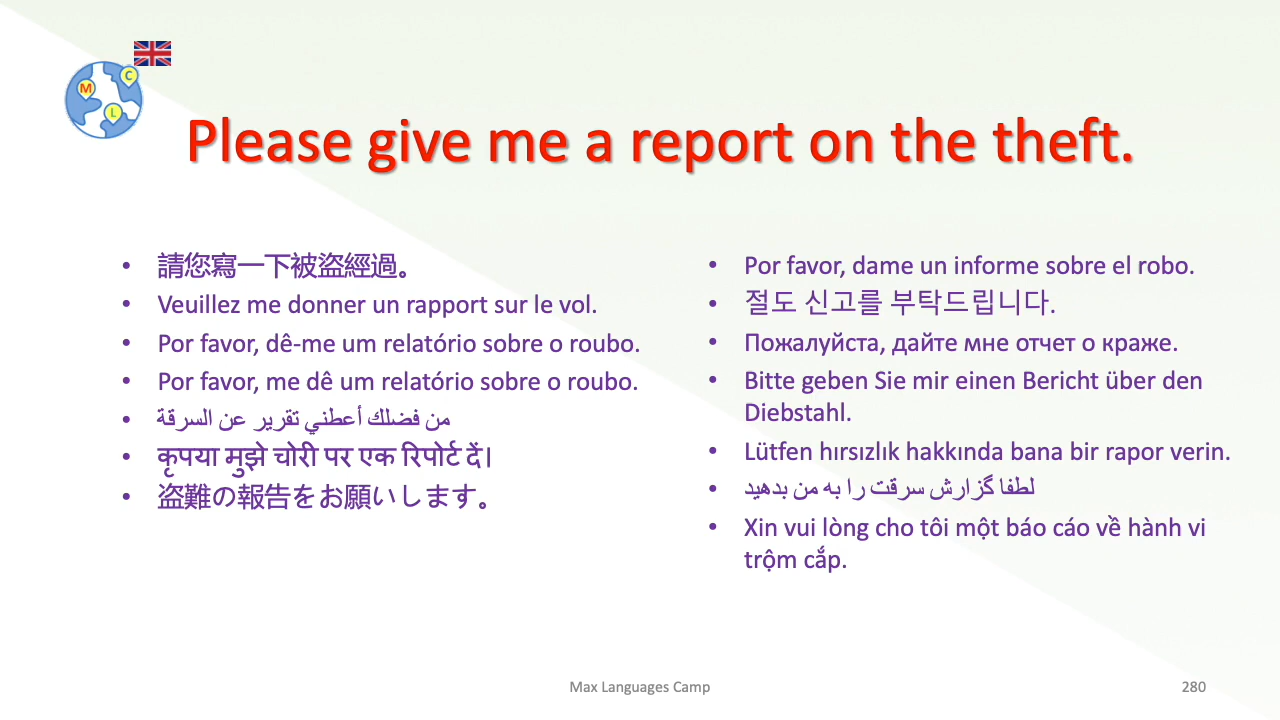 M
C
L
Please give me a report on the theft.
• 請您寫一下被盜經過。
• Veuillez me donner un rapport sur le vol.
• Por favor, dê-me um relatório sobre o roubo.
• Por favor, me dê um relatório sobre o roubo.
• من فضلك أعطني تقرير عن السرقة
• कृपया मुझे चोरी पर एक रिपोर्ट दें।
• 盗難の報告をお願いします。
• Por favor, dame un informe sobre el robo.
• 절도 신고를 부탁드립니다.
• Пожалуйста, дайте мне отчет о краже.
• Bitte geben Sie mir einen Bericht über den
Diebstahl.
• Lütfen hırsızlık hakkında bana bir rapor verin.
• لطفا گزارش سرقت را به من بدهید
• Xin vui lòng cho tôi một báo cáo về hành vi
trộm cắp.
Max Languages Camp
280